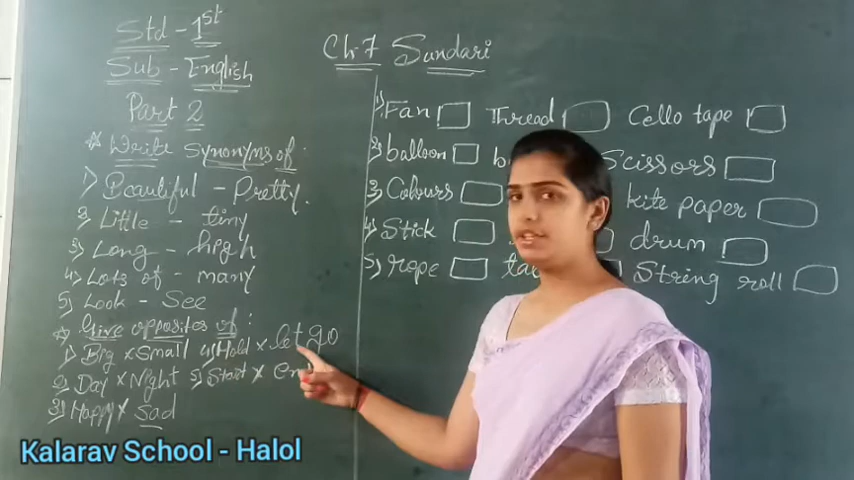 Std - 1st
Sub - English
Part 2
* Write synonyms of :
1) Beautiful - Pretty.
2) Little - tiny
3) Long - high
4) Lots of - many
5) Look - See
* Give opposites of :
1) Big x Small 4) Hold x let go
2) Day x Night 5) Start x
3) Happy x Sad
Ch-7 Sundari
1) Fan Thread Cello tape
2) balloon Scissors
3) Colours kite paper
4) Stick drum
5) rope String roll
Kalarav School - Halol